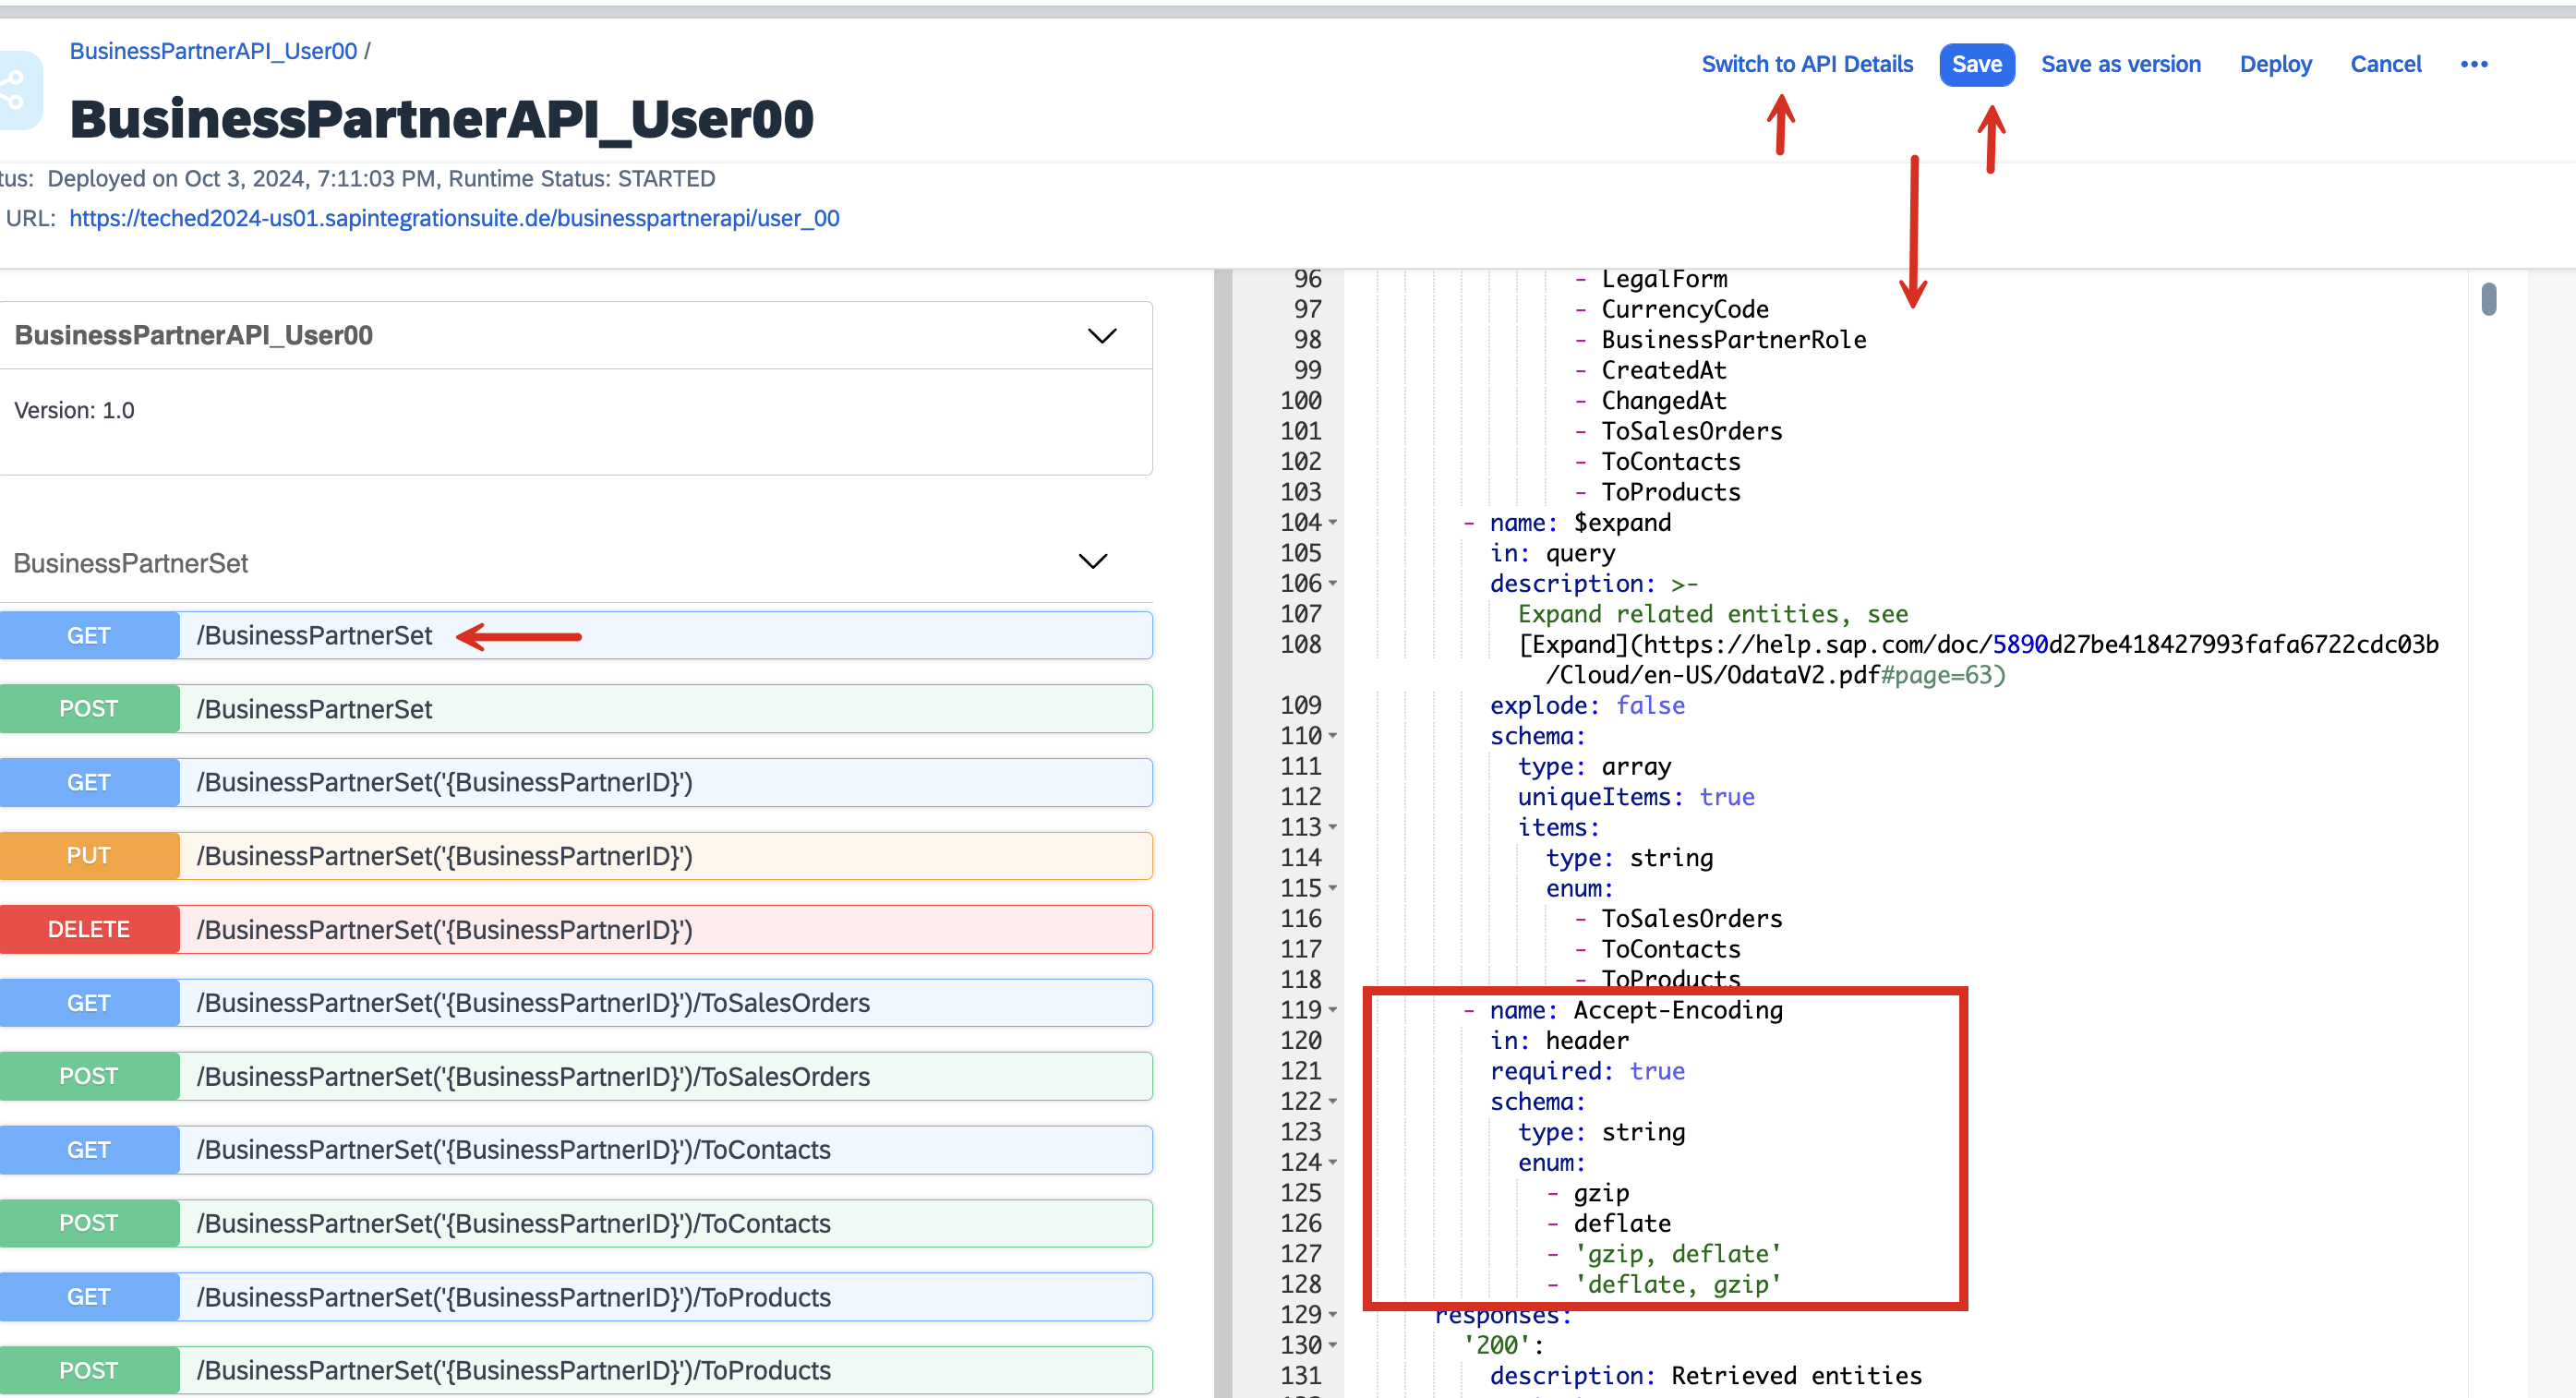 BusinessPartnerAPI_User00 /
Switch to API Details Save Save as version Deploy Cancel •••
BusinessPartnerAPI_User00
tus: Deployed on Oct 3, 2024, 7:11:03 PM, Runtime Status: STARTED
URL: https://teched2024-us01.sapintegrationsuite.de/businesspartnerapi/user_00
BusinessPartnerAPI_User00
Version: 1.0
BusinessPartnerSet
GET /BusinessPartnerSet
POST /BusinessPartnerSet
GET /BusinessPartnerSet('{BusinessPartnerID}')
PUT /BusinessPartnerSet('{BusinessPartnerID}')
DELETE /BusinessPartnerSet('{BusinessPartnerID}')
GET /BusinessPartnerSet('{BusinessPartnerID}')/ToSalesOrders
POST /BusinessPartnerSet('{BusinessPartnerID}')/ToSalesOrders
GET /BusinessPartnerSet('{BusinessPartnerID}')/ToContacts
POST /BusinessPartnerSet('{BusinessPartnerID}')/ToContacts
GET /BusinessPartnerSet('{BusinessPartnerID}')/ToProducts
POST /BusinessPartnerSet('{BusinessPartnerID}')/ToProducts
96 - LegalForm
97 - CurrencyCode
98 - BusinessPartnerRole
99 - CreatedAt
100 - ChangedAt
101 - ToSalesOrders
102 - ToContacts
103 - ToProducts
104 - name: $expand
105 in: query
106 description: >-
107 Expand related entities, see
108 [Expand](https://help.sap.com/doc/5890d27be418427993fafa6722cdc03b
/Cloud/en-US/OdataV2.pdf#page=63)
109 explode: false
110 schema:
111 type: array
112 uniqueItems: true
113 items:
114 type: string
115 enum:
116 - ToSalesOrders
117 - ToContacts
118 - ToProducts
119 - name: Accept-Encoding
120 in: header
121 required: true
122 schema:
123 type: string
124 enum:
125 - gzip
126 - deflate
127 - 'gzip, deflate'
128 - 'deflate, gzip'
129 responses:
130 '200':
131 description: Retrieved entities